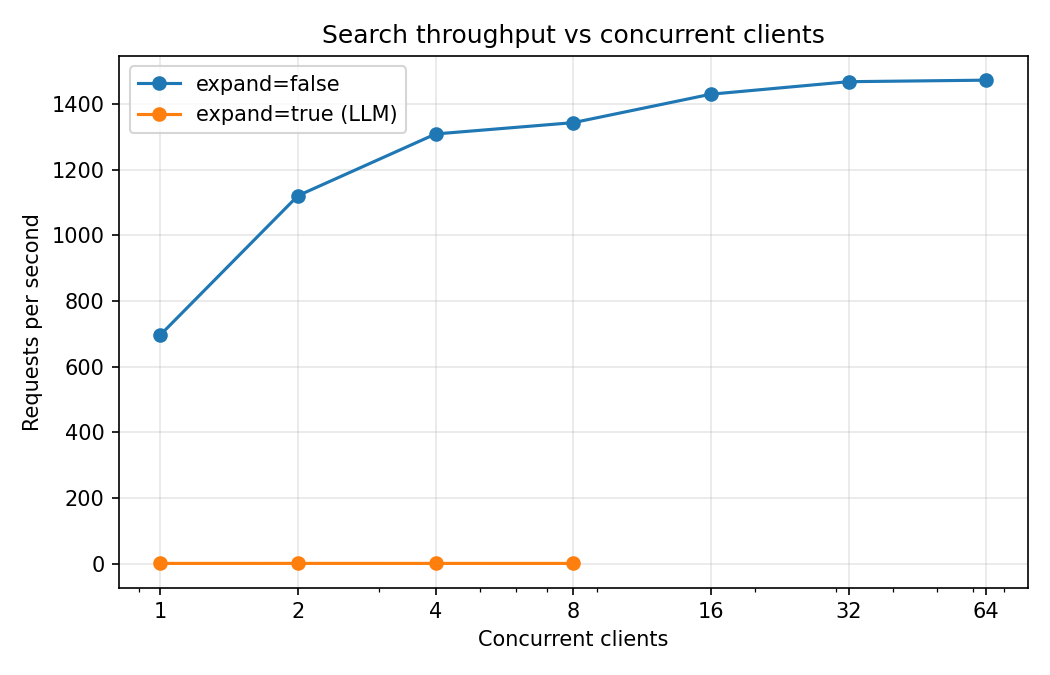 Search throughput vs concurrent clients
expand=false
expand=true (LLM)
Requests per second
1400
1200
1000
800
600
400
200
0
1 2 4 8 16 32 64
Concurrent clients